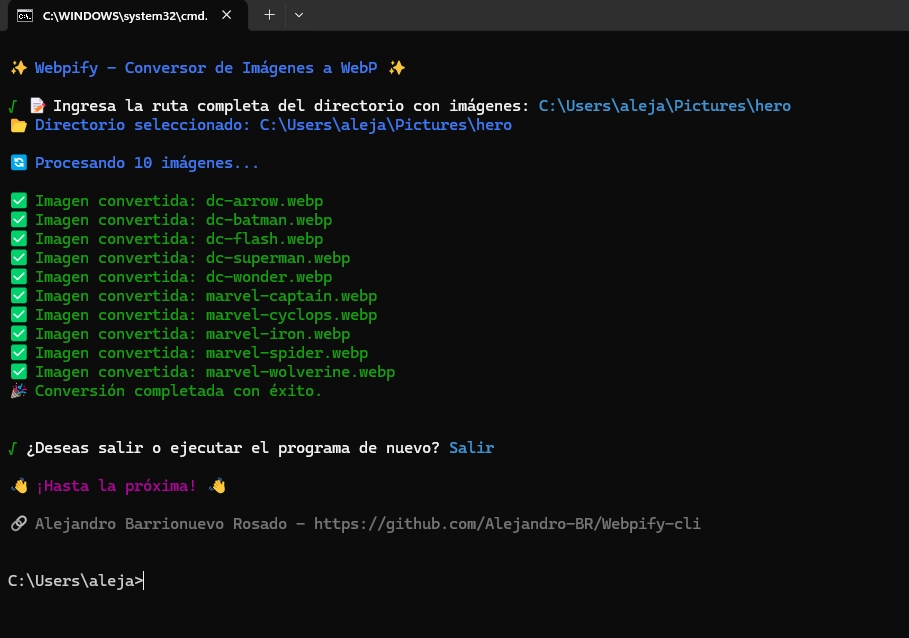 C:\WINDOWS\system32\cmd.
✨ Webpify - Conversor de Imágenes a WebP ✨
√ 📝 Ingresa la ruta completa del directorio con imágenes: C:\Users\aleja\Pictures\hero
📂 Directorio seleccionado: C:\Users\aleja\Pictures\hero
🔄 Procesando 10 imágenes...
✅ Imagen convertida: dc-arrow.webp
✅ Imagen convertida: dc-batman.webp
✅ Imagen convertida: dc-flash.webp
✅ Imagen convertida: dc-superman.webp
✅ Imagen convertida: dc-wonder.webp
✅ Imagen convertida: marvel-captain.webp
✅ Imagen convertida: marvel-cyclops.webp
✅ Imagen convertida: marvel-iron.webp
✅ Imagen convertida: marvel-spider.webp
✅ Imagen convertida: marvel-wolverine.webp
🎉 Conversión completada con éxito.
√ ¿Deseas salir o ejecutar el programa de nuevo? Salir
👋 ¡Hasta la próxima! 👋
🔗 Alejandro Barrionuevo Rosado - https://github.com/Alejandro-BR/Webpify-cli
C:\Users\aleja>